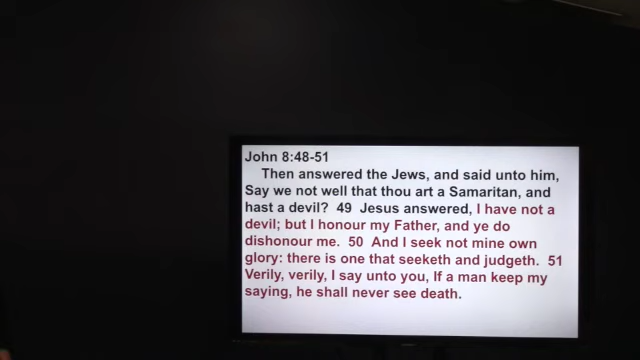 John 8:48-51
Then answered the Jews, and said unto him,
Say we not well that thou art a Samaritan, and
hast a devil?  49  Jesus answered, I have not a
devil; but I honour my Father, and ye do
dishonour me.  50  And I seek not mine own
glory: there is one that seeketh and judgeth.  51
Verily, verily, I say unto you, If a man keep my
saying, he shall never see death.